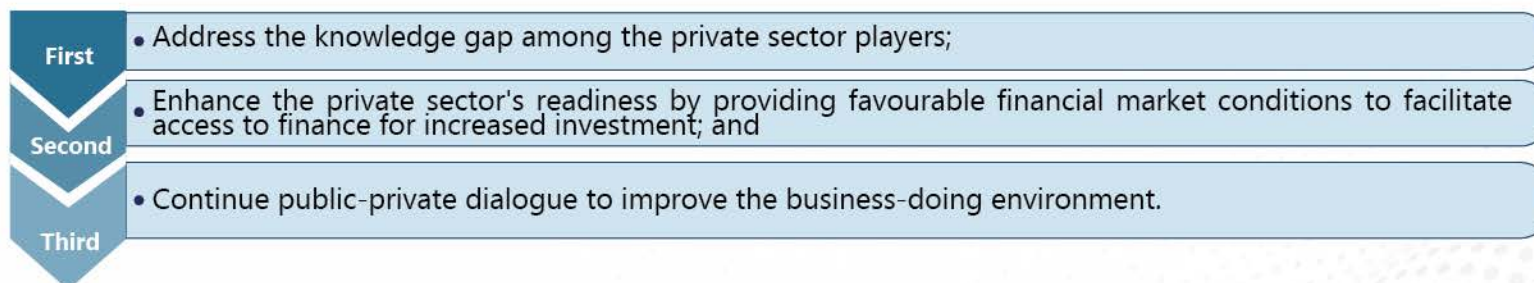 First
• Address the knowledge gap among the private sector players;
Second
• Enhance the private sector's readiness by providing favourable financial market conditions to facilitate
access to finance for increased investment; and
Third
• Continue public-private dialogue to improve the business-doing environment.